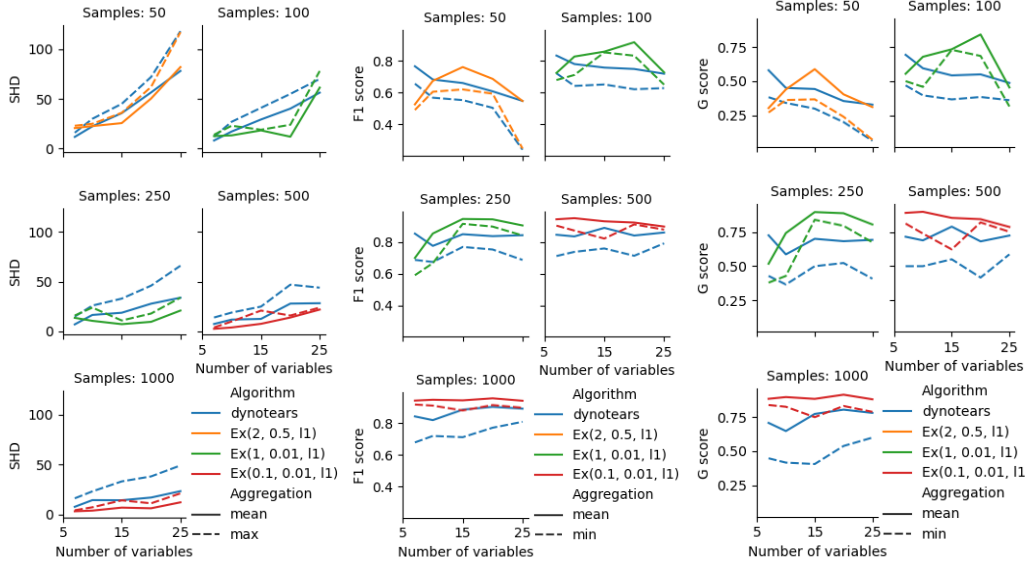 Samples: 50
Samples: 100
SHD
100
50
0
Samples: 250
Samples: 500
SHD
100
50
0
5
15
25
5
15
25
Number of variables
Samples: 1000
SHD
100
50
0
5
15
25
Number of variables
Algorithm
dynotears
Ex(2, 0.5, l1)
Ex(1, 0.01, l1)
Ex(0.1, 0.01, l1)
Aggregation
mean
max
Samples: 50
Samples: 100
F1 score
0.8
0.6
0.4
Samples: 250
Samples: 500
F1 score
0.8
0.6
0.4
5
15
25
Number of variables
Samples: 1000
F1 score
0.8
0.6
0.4
5
15
25
Number of variables
Algorithm
dynotears
Ex(2, 0.5, l1)
Ex(1, 0.01, l1)
Ex(0.1, 0.01, l1)
Aggregation
mean
min
Samples: 50
Samples: 100
G score
0.75
0.50
0.25
Samples: 250
Samples: 500
G score
0.75
0.50
0.25
5
15
25
Number of variables
Samples: 1000
G score
0.75
0.50
0.25
5
15
25
Number of variables
Algorithm
dynotears
Ex(2, 0.5, l1)
Ex(1, 0.01, l1)
Ex(0.1, 0.01, l1
Aggregation
mean
min